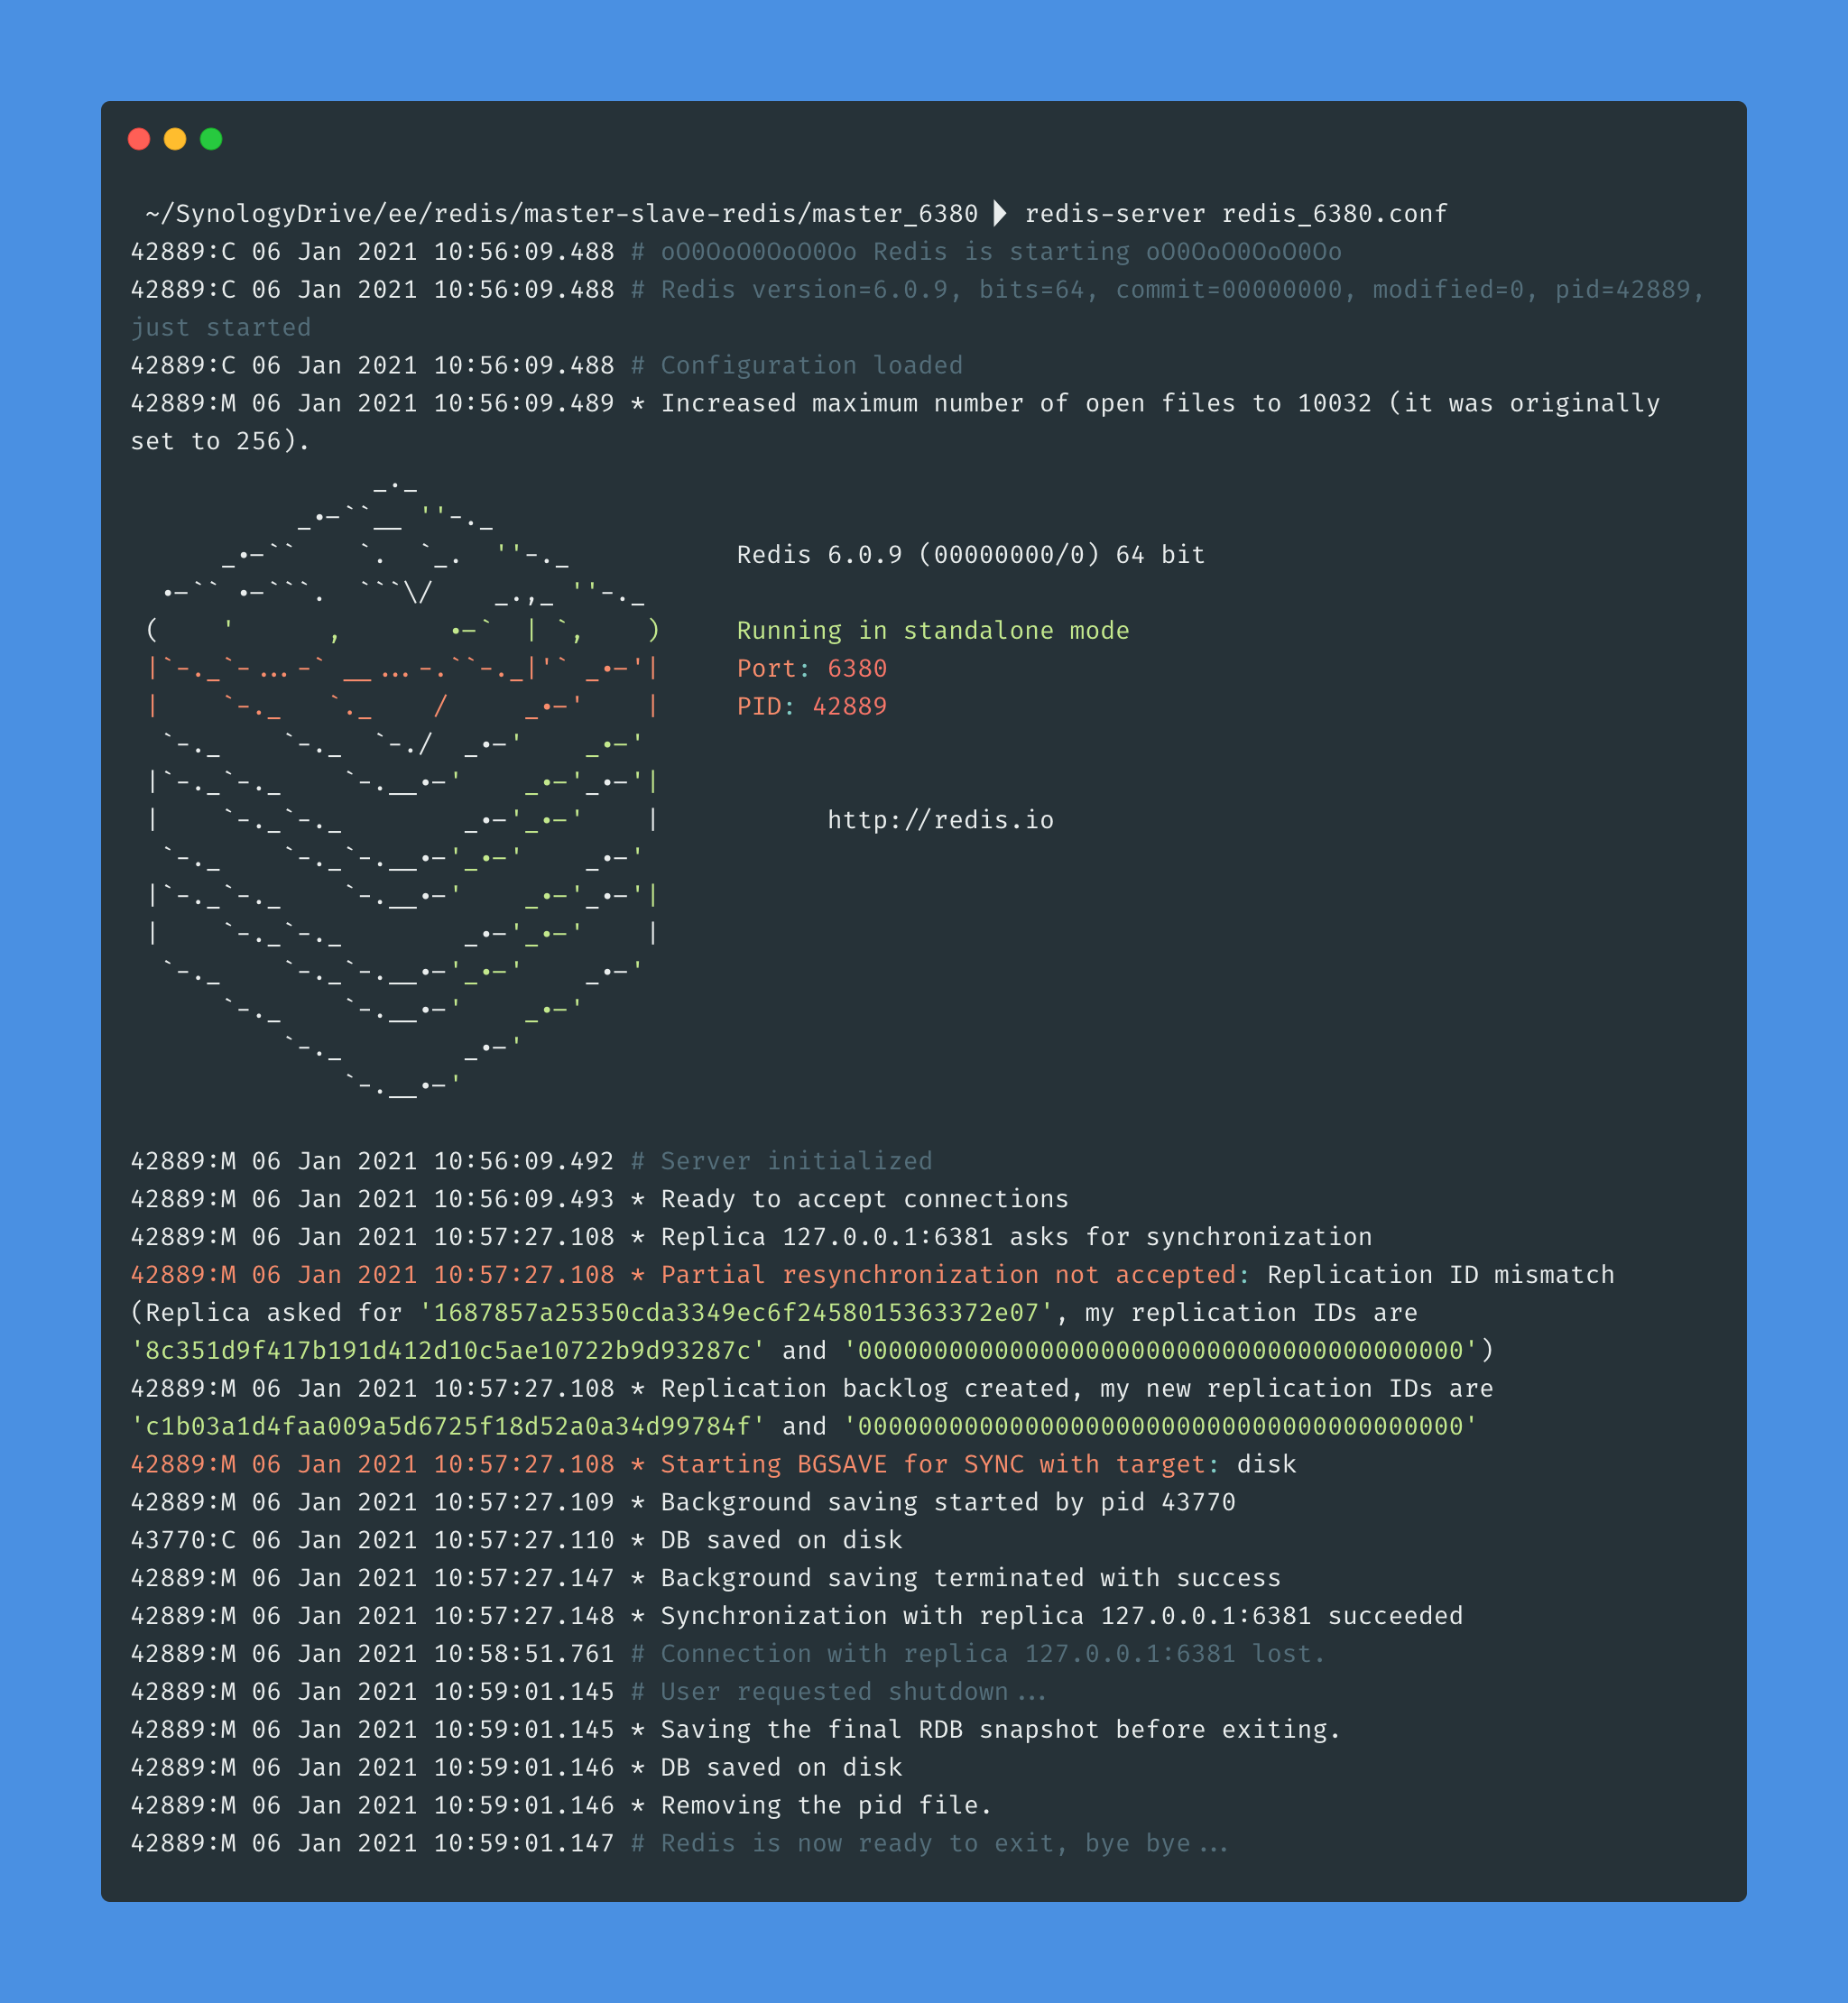 ~/SynologyDrive/ee/redis/master-slave-redis/master_6380 ▶ redis-server redis_6380.conf
42889:C 06 Jan 2021 10:56:09.488 # oO0OoO0OoO0Oo Redis is starting oO0OoO0OoO0Oo
42889:C 06 Jan 2021 10:56:09.488 # Redis version=6.0.9, bits=64, commit=00000000, modified=0, pid=42889,
just started
42889:C 06 Jan 2021 10:56:09.488 # Configuration loaded
42889:M 06 Jan 2021 10:56:09.489 * Increased maximum number of open files to 10032 (it was originally
set to 256).
Redis 6.0.9 (00000000/0) 64 bit
Running in standalone mode
Port: 6380
PID: 42889
http://redis.io
42889:M 06 Jan 2021 10:56:09.492 # Server initialized
42889:M 06 Jan 2021 10:56:09.493 * Ready to accept connections
42889:M 06 Jan 2021 10:57:27.108 * Replica 127.0.0.1:6381 asks for synchronization
42889:M 06 Jan 2021 10:57:27.108 * Partial resynchronization not accepted: Replication ID mismatch
(Replica asked for '1687857a25350cda3349ec6f2458015363372e07', my replication IDs are
'8c351d9f417b191d412d10c5ae10722b9d93287c' and '0000000000000000000000000000000000000000')
42889:M 06 Jan 2021 10:57:27.108 * Replication backlog created, my new replication IDs are
'c1b03a1d4faa009a5d6725f18d52a0a34d99784f' and '0000000000000000000000000000000000000000'
42889:M 06 Jan 2021 10:57:27.108 * Starting BGSAVE for SYNC with target: disk
42889:M 06 Jan 2021 10:57:27.109 * Background saving started by pid 43770
43770:C 06 Jan 2021 10:57:27.110 * DB saved on disk
42889:M 06 Jan 2021 10:57:27.147 * Background saving terminated with success
42889:M 06 Jan 2021 10:57:27.148 * Synchronization with replica 127.0.0.1:6381 succeeded
42889:M 06 Jan 2021 10:58:51.761 # Connection with replica 127.0.0.1:6381 lost.
42889:M 06 Jan 2021 10:59:01.145 # User requested shutdown...
42889:M 06 Jan 2021 10:59:01.145 * Saving the final RDB snapshot before exiting.
42889:M 06 Jan 2021 10:59:01.146 * DB saved on disk
42889:M 06 Jan 2021 10:59:01.146 * Removing the pid file.
42889:M 06 Jan 2021 10:59:01.147 # Redis is now ready to exit, bye bye...